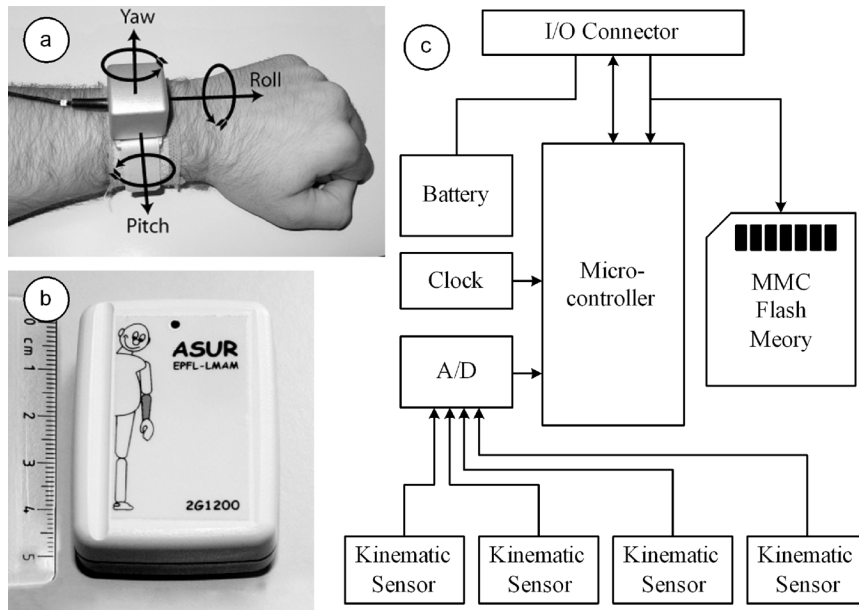 a
Yaw
Roll
Pitch
b
0
cm
1
2
3
4
5
ASUR
EPFL-LMAM
2G1200
c
I/O Connector
Battery
Clock
A/D
Micro-
controller
MMC
Flash
Meory
Kinematic
Sensor
Kinematic
Sensor
Kinematic
Sensor
Kinematic
Sensor